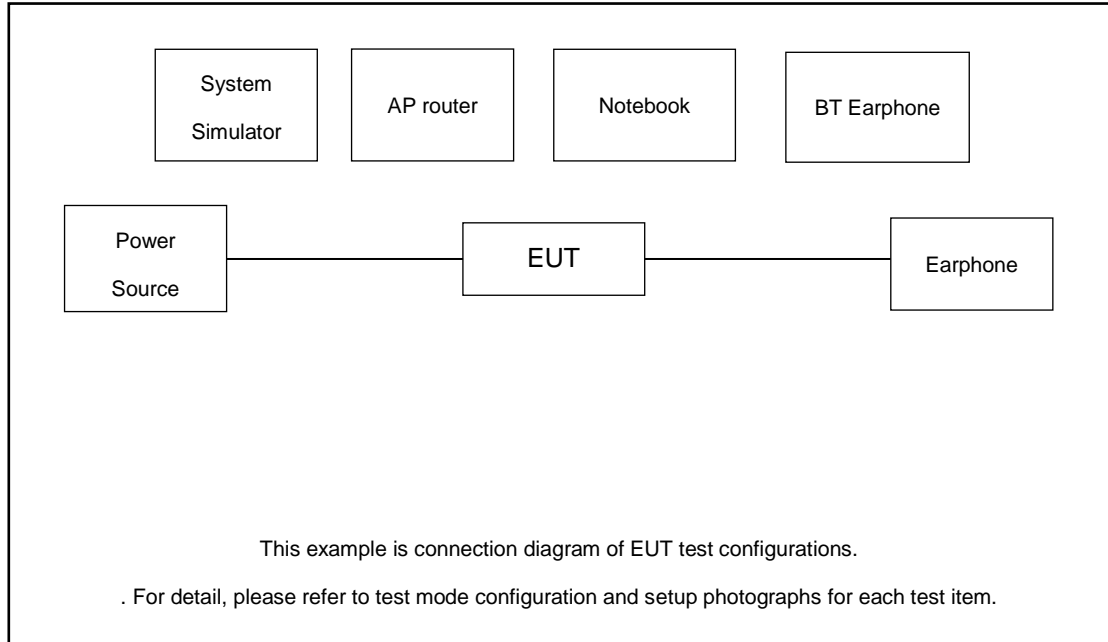 System
Simulator
AP router
Notebook
BT Earphone
Power
Source
EUT
Earphone
This example is connection diagram of EUT test configurations.
. For detail, please refer to test mode configuration and setup photographs for each test item.